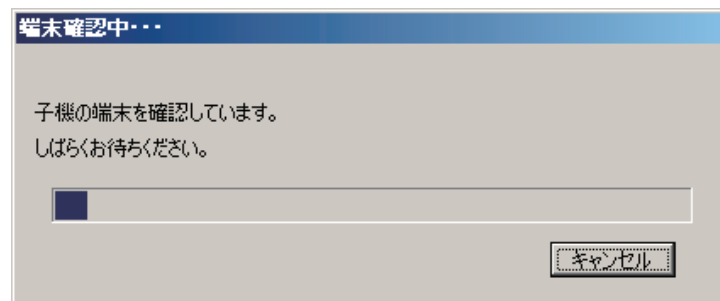 端末確認中・・・
子機の端末を確認しています。
しばらくお待ちください。
キャンセル